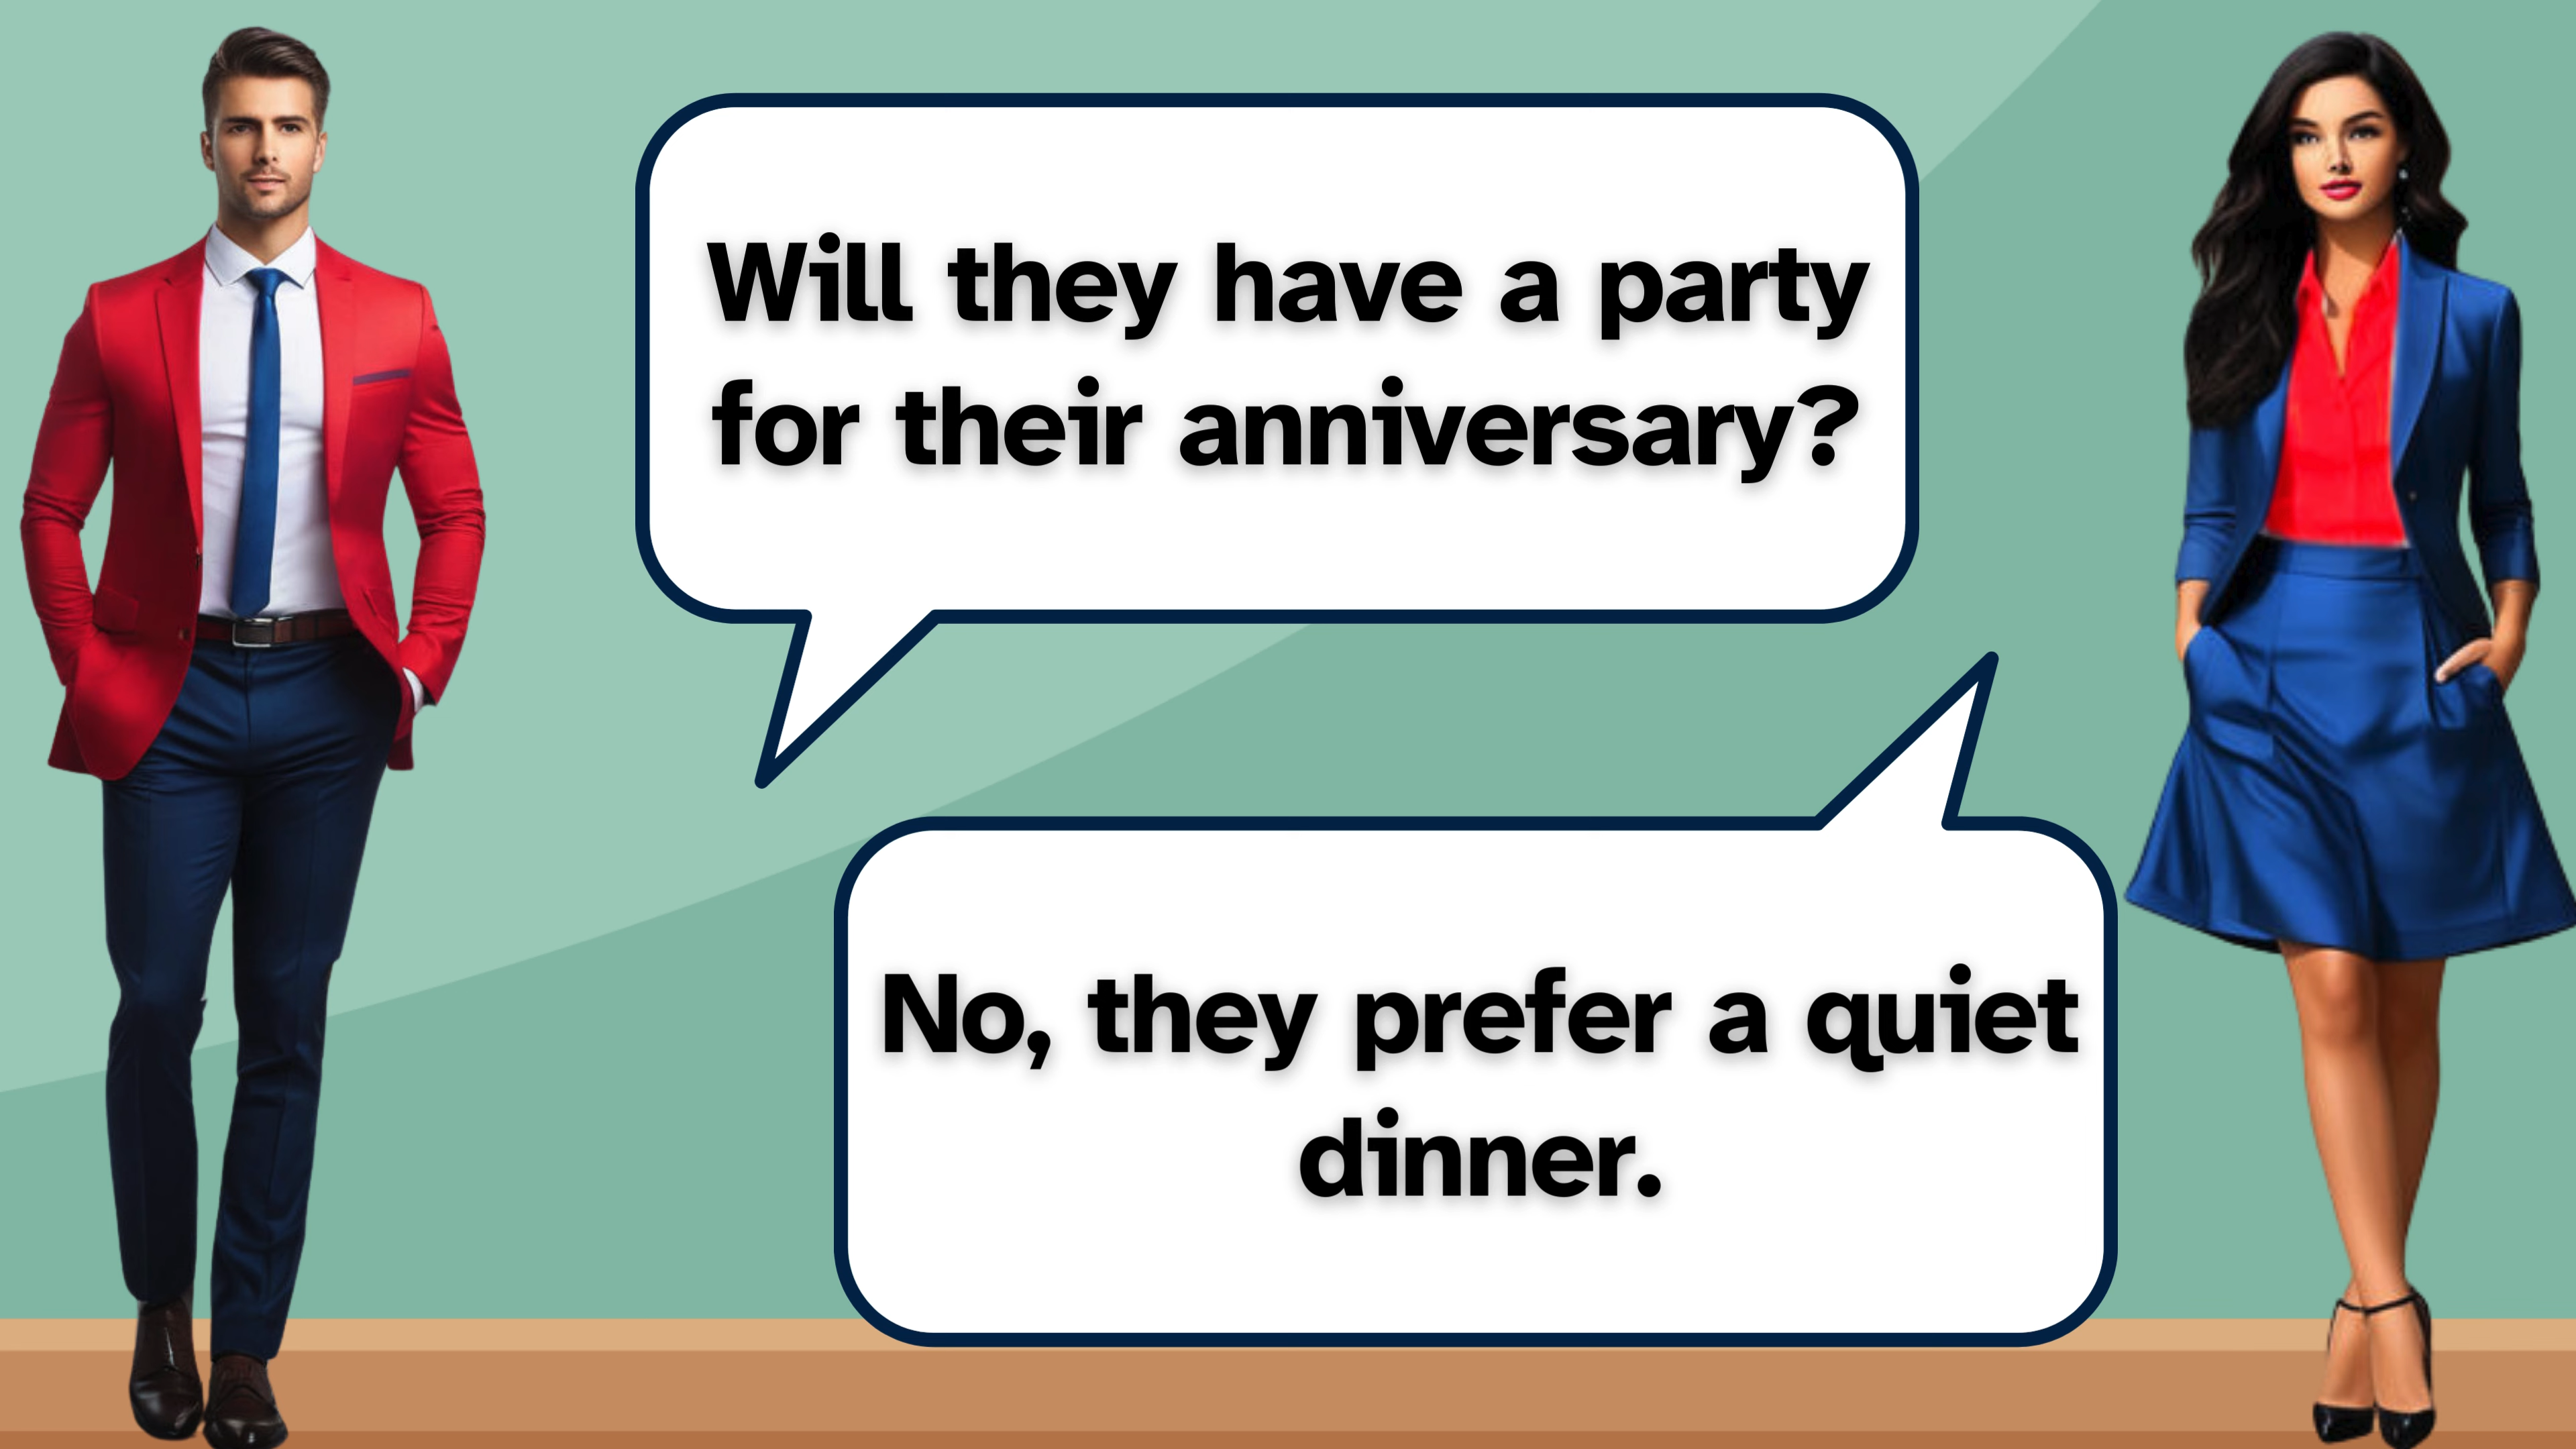 Will they have a party
for their anniversary?
No, they prefer a quiet
dinner.